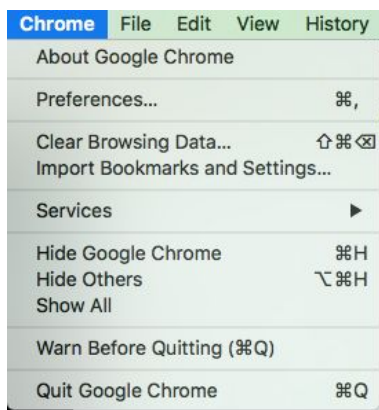 Chrome File Edit View History
About Google Chrome
Preferences... ⌘,
Clear Browsing Data... ⇧⌘⌫
Import Bookmarks and Settings...
Services ▶
Hide Google Chrome ⌘H
Hide Others ⌥⌘H
Show All
Warn Before Quitting (⌘Q)
Quit Google Chrome ⌘Q